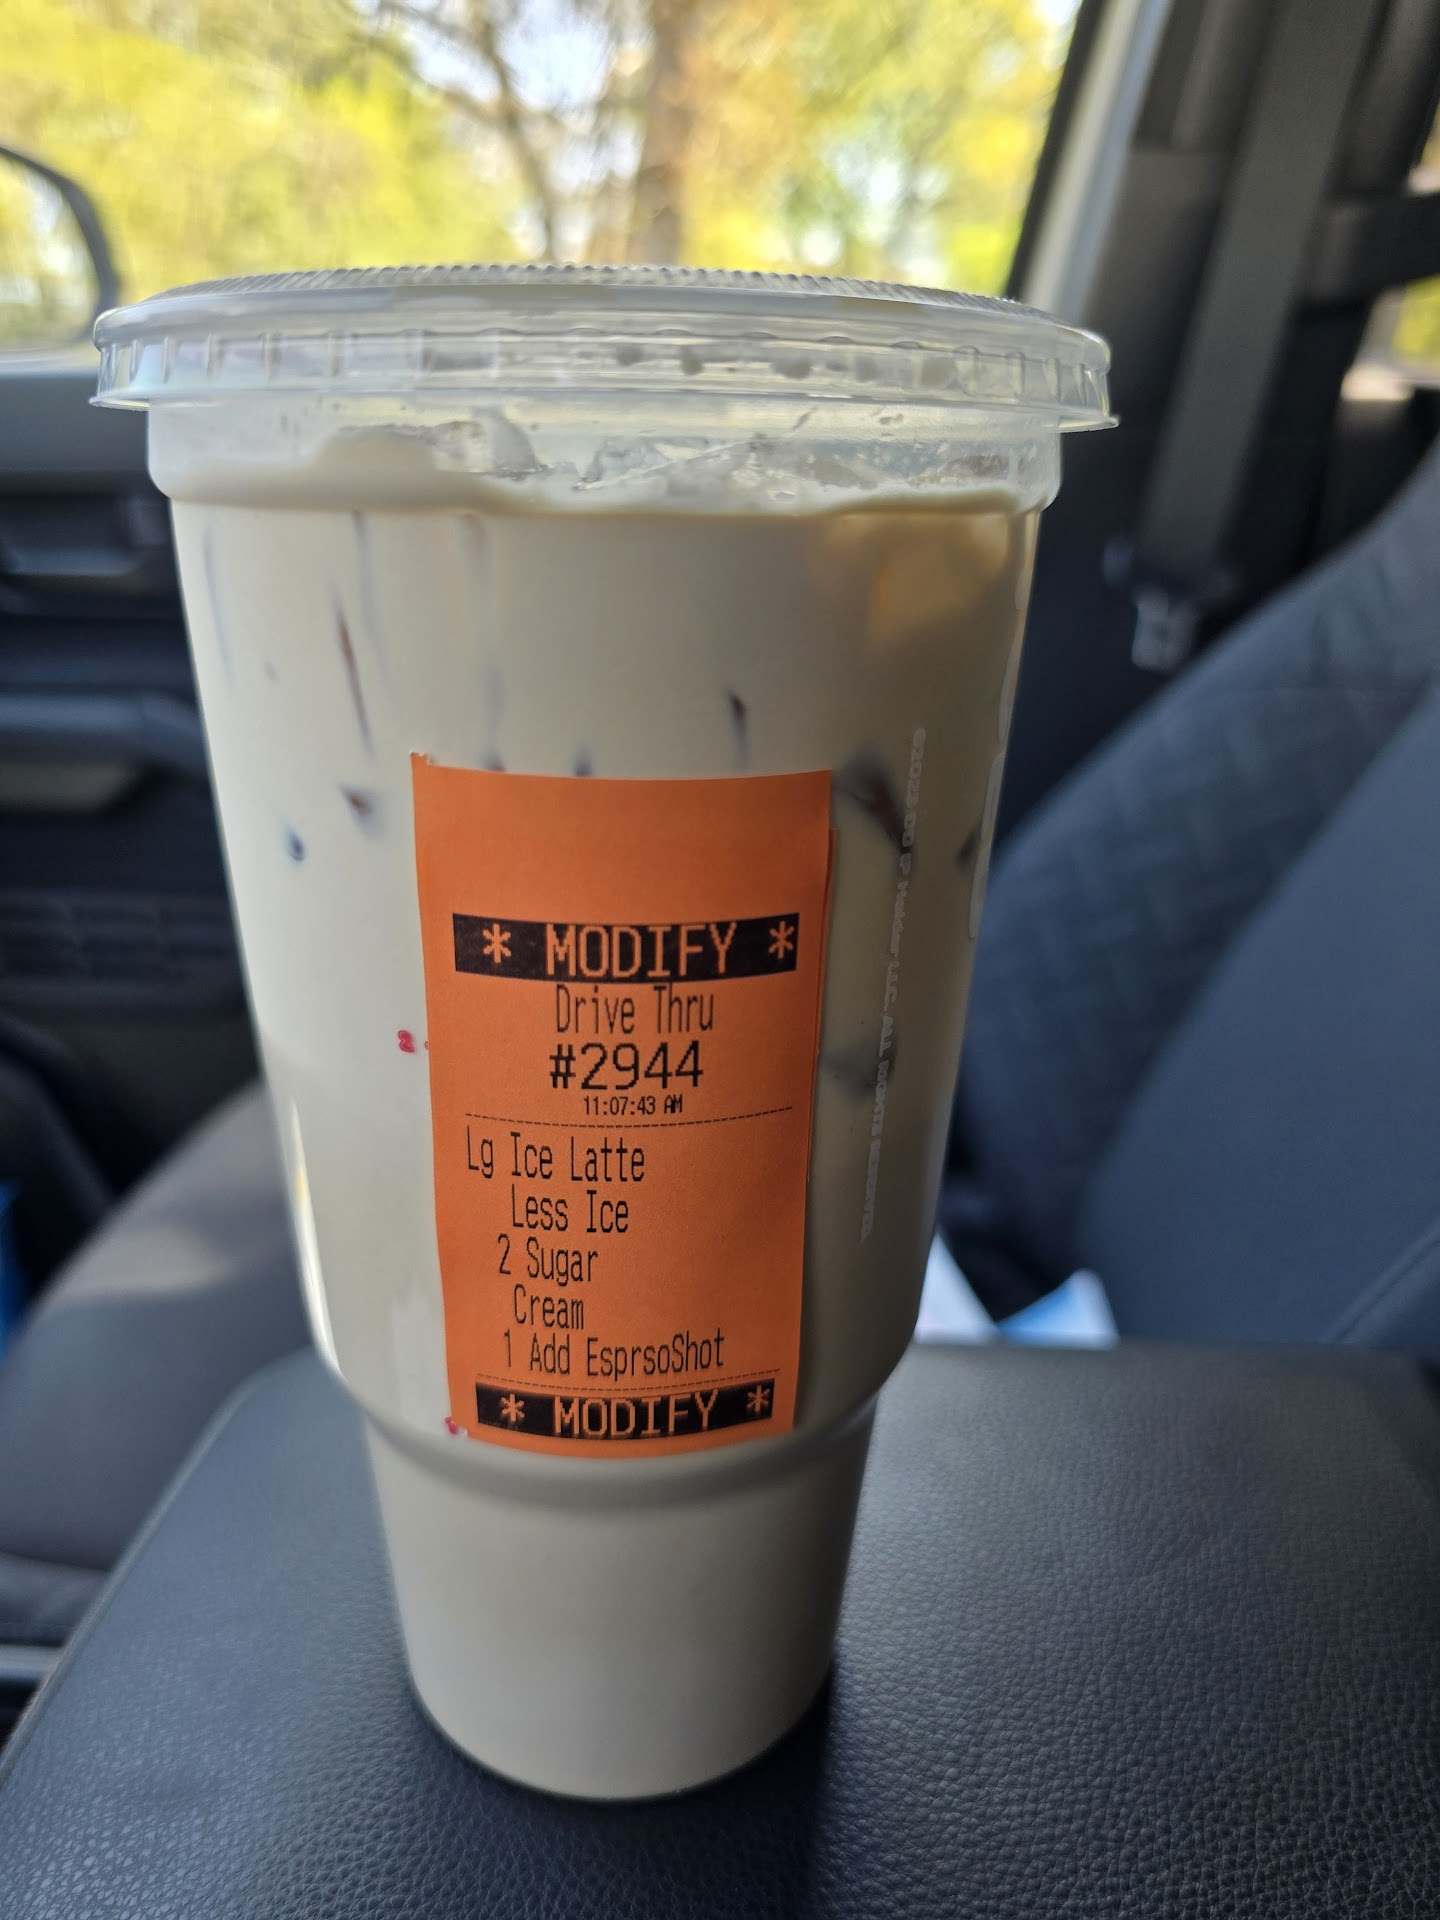 * MODIFY *
Drive Thru
#2944
11:07:43 AM
Lg Ice Latte
Less Ice
2 Sugar
Cream
1 Add EsprsoShot
* MODIFY *
2